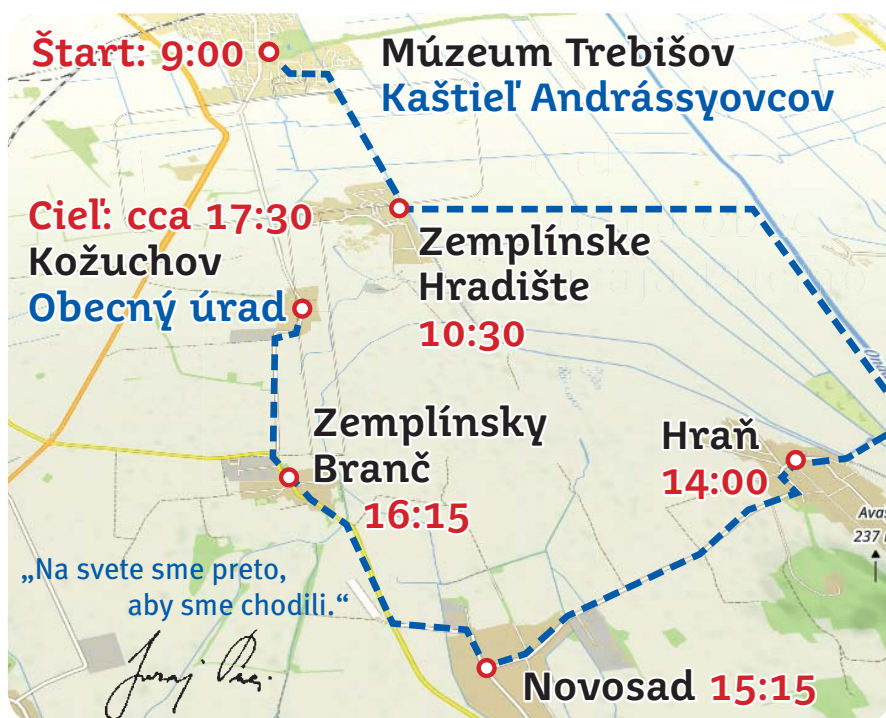 Štart: 9:00
Múzeum Trebišov
Kaštieľ Andrássyovcov
Cieľ: cca 17:30
Kožuchov
Obecný úrad
Zemplínske
Hradište
10:30
Zemplínsky
Branč
16:15
Hraň
14:00
237
„Na svete sme preto,
aby sme chodili.“
Novosad 15:15